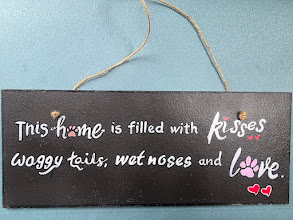 This home is filled with kisses
waggy tails, wet noses and love.